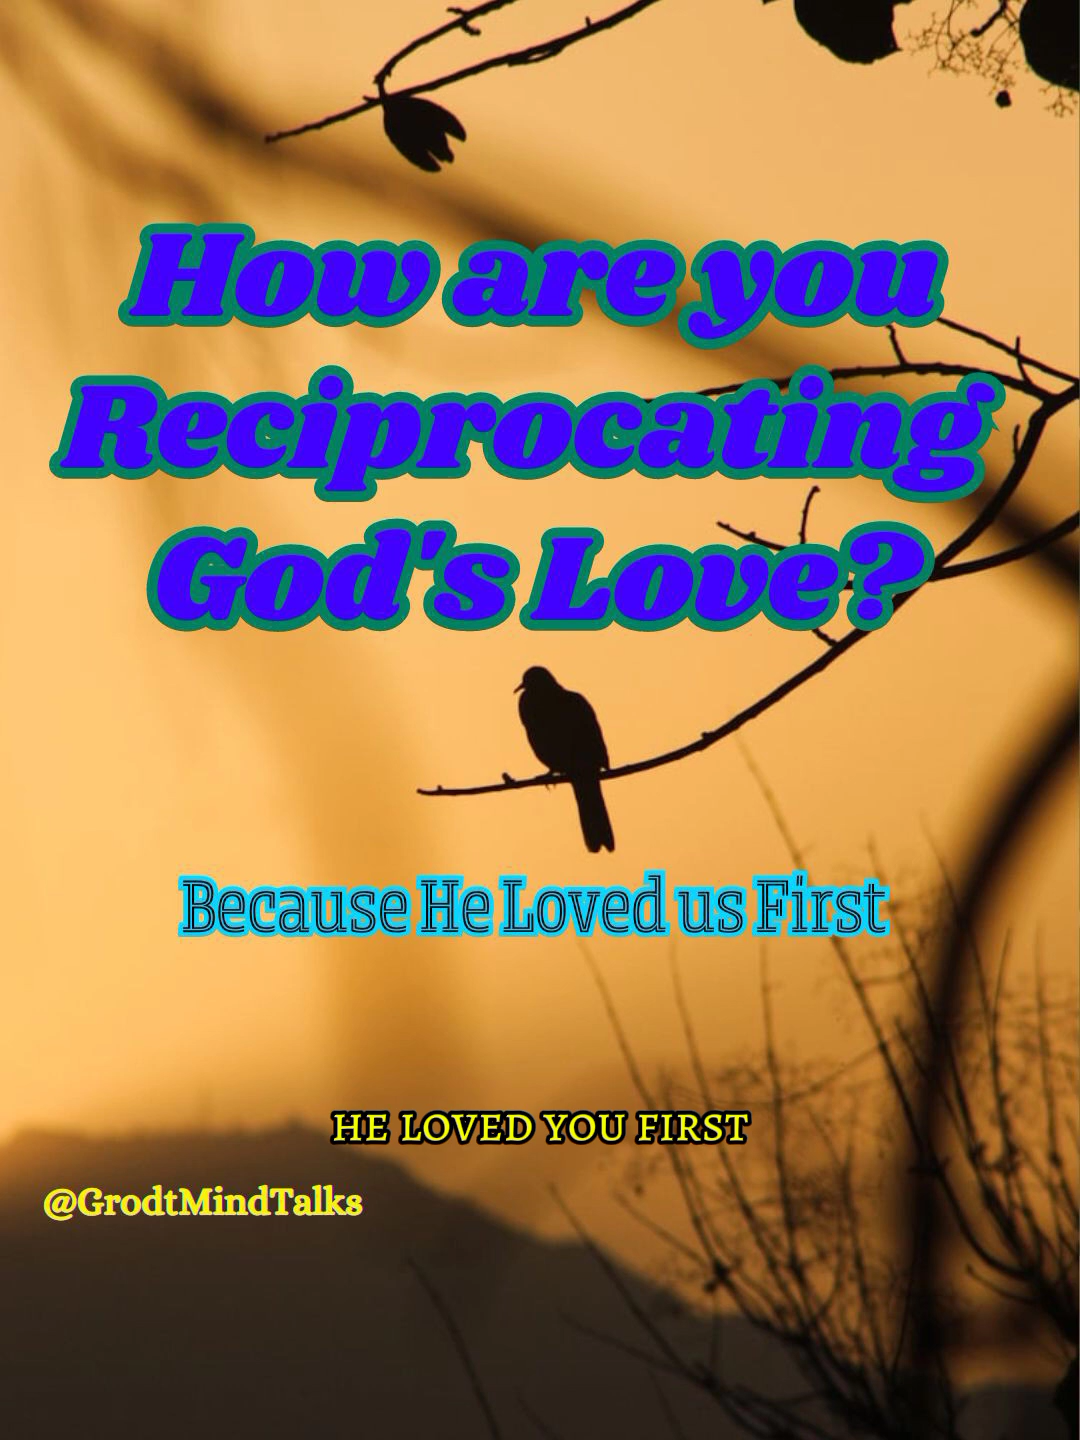 How are you
Reciprocating
God's Love?
Because He Loved us First
HE LOVED YOU FIRST
@GrodtMindTalks